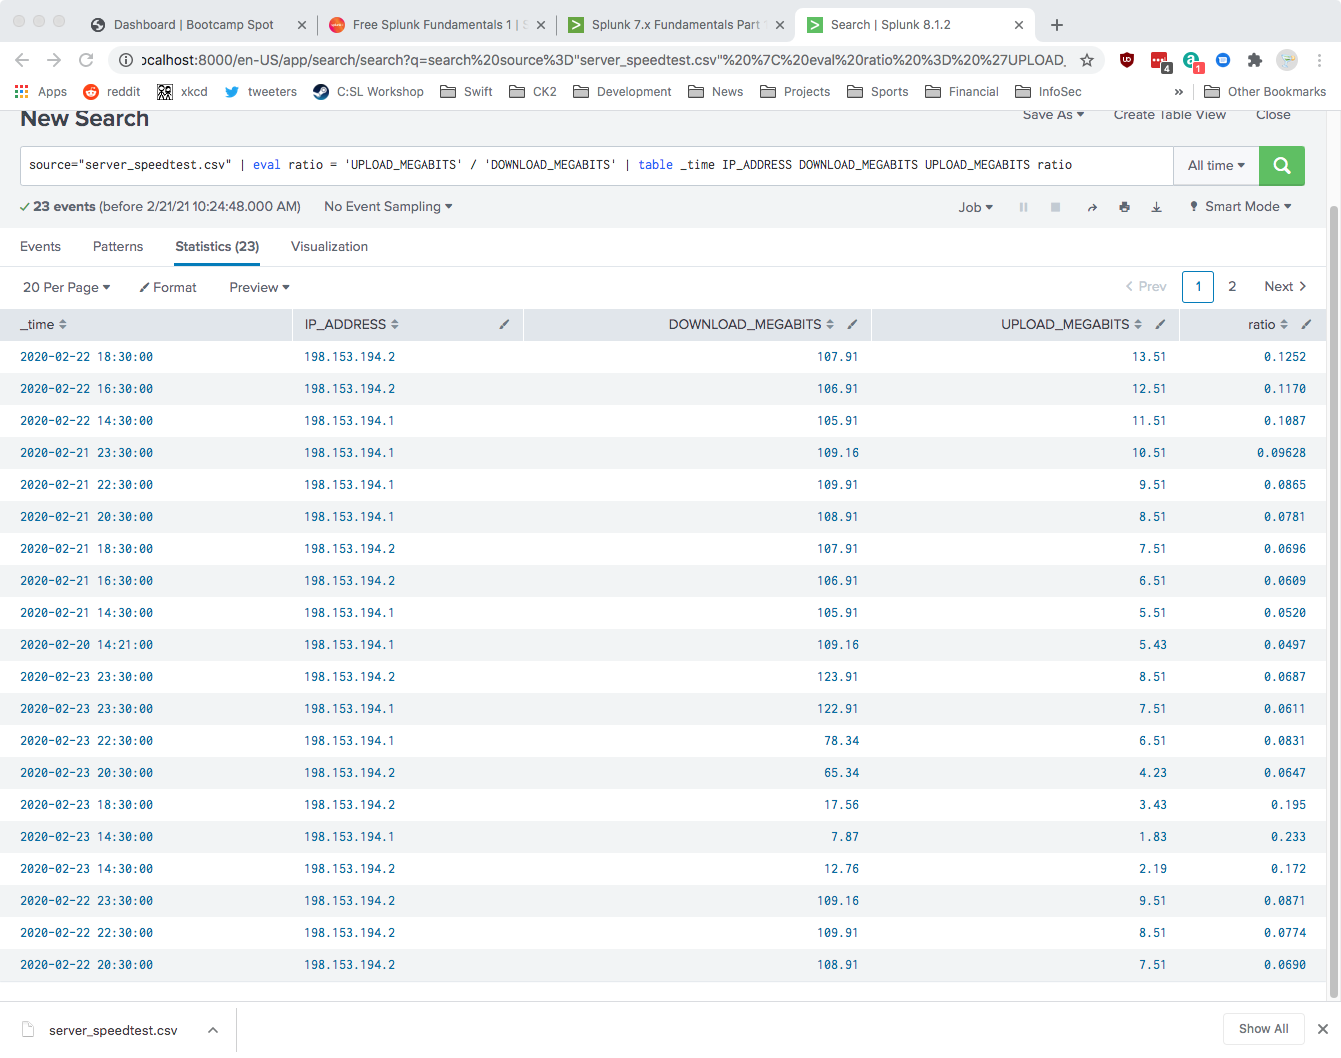 Dashboard | Bootcamp Spot
Free Splunk Fundamentals 1 | S
Splunk 7.x Fundamentals Part
Search | Splunk 8.1.2
ocalhost:8000/en-US/app/search/search?q=search%20source%3D"server_speedtest.csv"%20%7C%20eval%20ratio%20%3D%20%27UPLOAD_
4
1
Apps reddit xkcd tweeters C:SL Workshop Swift CK2 Development News Projects Sports Financial InfoSec » Other Bookmarks
New Search Save As Create Table View Close
source="server_speedtest.csv" | eval ratio = 'UPLOAD_MEGABITS' / 'DOWNLOAD_MEGABITS' | table _time IP_ADDRESS DOWNLOAD_MEGABITS UPLOAD_MEGABITS ratio All time
23 events (before 2/21/21 10:24:48.000 AM) No Event Sampling Job Smart Mode
Events Patterns Statistics (23) Visualization
20 Per Page Format Preview Prev 1 2 Next
_time IP_ADDRESS DOWNLOAD_MEGABITS UPLOAD_MEGABITS ratio
2020-02-22 18:30:00 198.153.194.2 107.91 13.51 0.1252
2020-02-22 16:30:00 198.153.194.2 106.91 12.51 0.1170
2020-02-22 14:30:00 198.153.194.1 105.91 11.51 0.1087
2020-02-21 23:30:00 198.153.194.1 109.16 10.51 0.09628
2020-02-21 22:30:00 198.153.194.1 109.91 9.51 0.0865
2020-02-21 20:30:00 198.153.194.1 108.91 8.51 0.0781
2020-02-21 18:30:00 198.153.194.2 107.91 7.51 0.0696
2020-02-21 16:30:00 198.153.194.2 106.91 6.51 0.0609
2020-02-21 14:30:00 198.153.194.1 105.91 5.51 0.0520
2020-02-20 14:21:00 198.153.194.1 109.16 5.43 0.0497
2020-02-23 23:30:00 198.153.194.2 123.91 8.51 0.0687
2020-02-23 23:30:00 198.153.194.1 122.91 7.51 0.0611
2020-02-23 22:30:00 198.153.194.1 78.34 6.51 0.0831
2020-02-23 20:30:00 198.153.194.2 65.34 4.23 0.0647
2020-02-23 18:30:00 198.153.194.2 17.56 3.43 0.195
2020-02-23 14:30:00 198.153.194.1 7.87 1.83 0.233
2020-02-23 14:30:00 198.153.194.2 12.76 2.19 0.172
2020-02-22 23:30:00 198.153.194.2 109.16 9.51 0.0871
2020-02-22 22:30:00 198.153.194.2 109.91 8.51 0.0774
2020-02-22 20:30:00 198.153.194.2 108.91 7.51 0.0690
server_speedtest.csv Show All